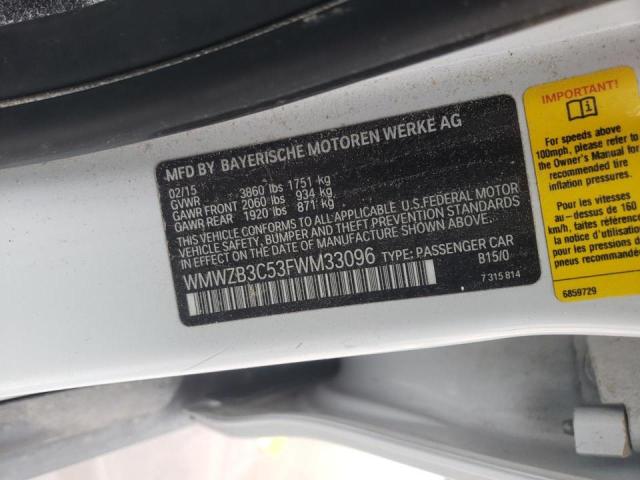 MFD BY BAYERISCHE MOTOREN WERKE AG
02/15
GVWR 3860 lbs 1751 kg
GAWR FRONT 2060 lbs 934 kg
GAWR REAR 1920 lbs 871 kg
THIS VEHICLE CONFORMS TO ALL APPLICABLE U.S.FEDERAL MOTOR
VEHICLE SAFETY, BUMPER AND THEFT PREVENTION STANDARDS
IN EFFECT ON THE DATE OF MANUFACTURE SHOWN ABOVE.
WMWZB3C53FWM33096 TYPE: PASSENGER CAR
B15/0
7 315 814
IMPORTANT!
For speeds above
100mph, please refer to
the Owner's Manual for
recommended tire
inflation pressures.
Pour les vitesses
au-dessus de 160
km/h, faites référence à
la notice d'utilisation
pour les pressions de
pneu conseillées.
6859729